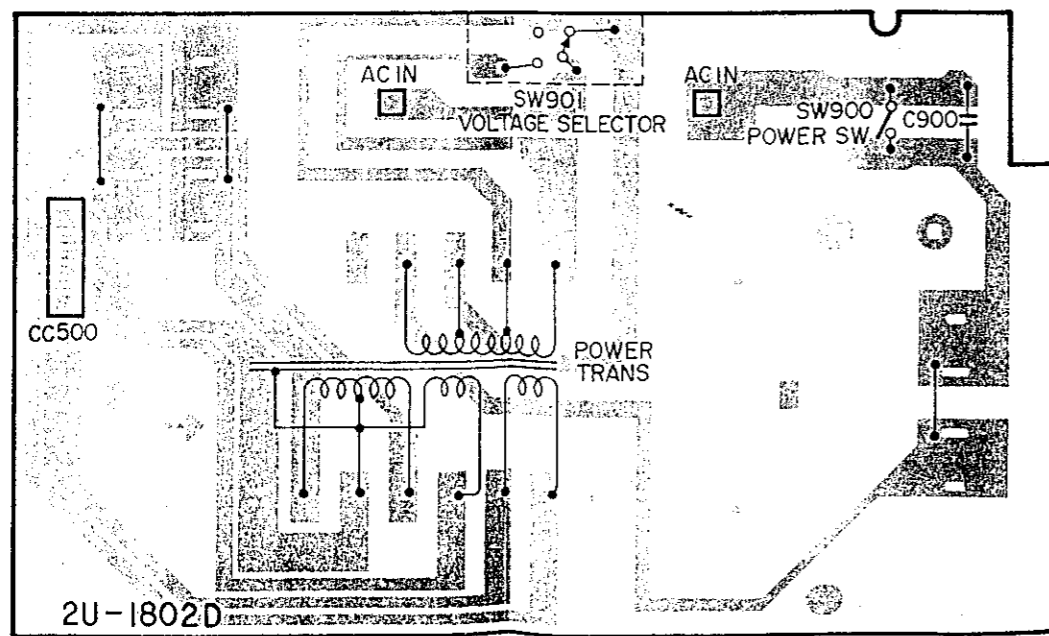 AC IN
SW901
VOLTAGE SELECTOR
AC IN
SW900
POWER SW
C900
CC500
POWER
TRANS
2U-1802D